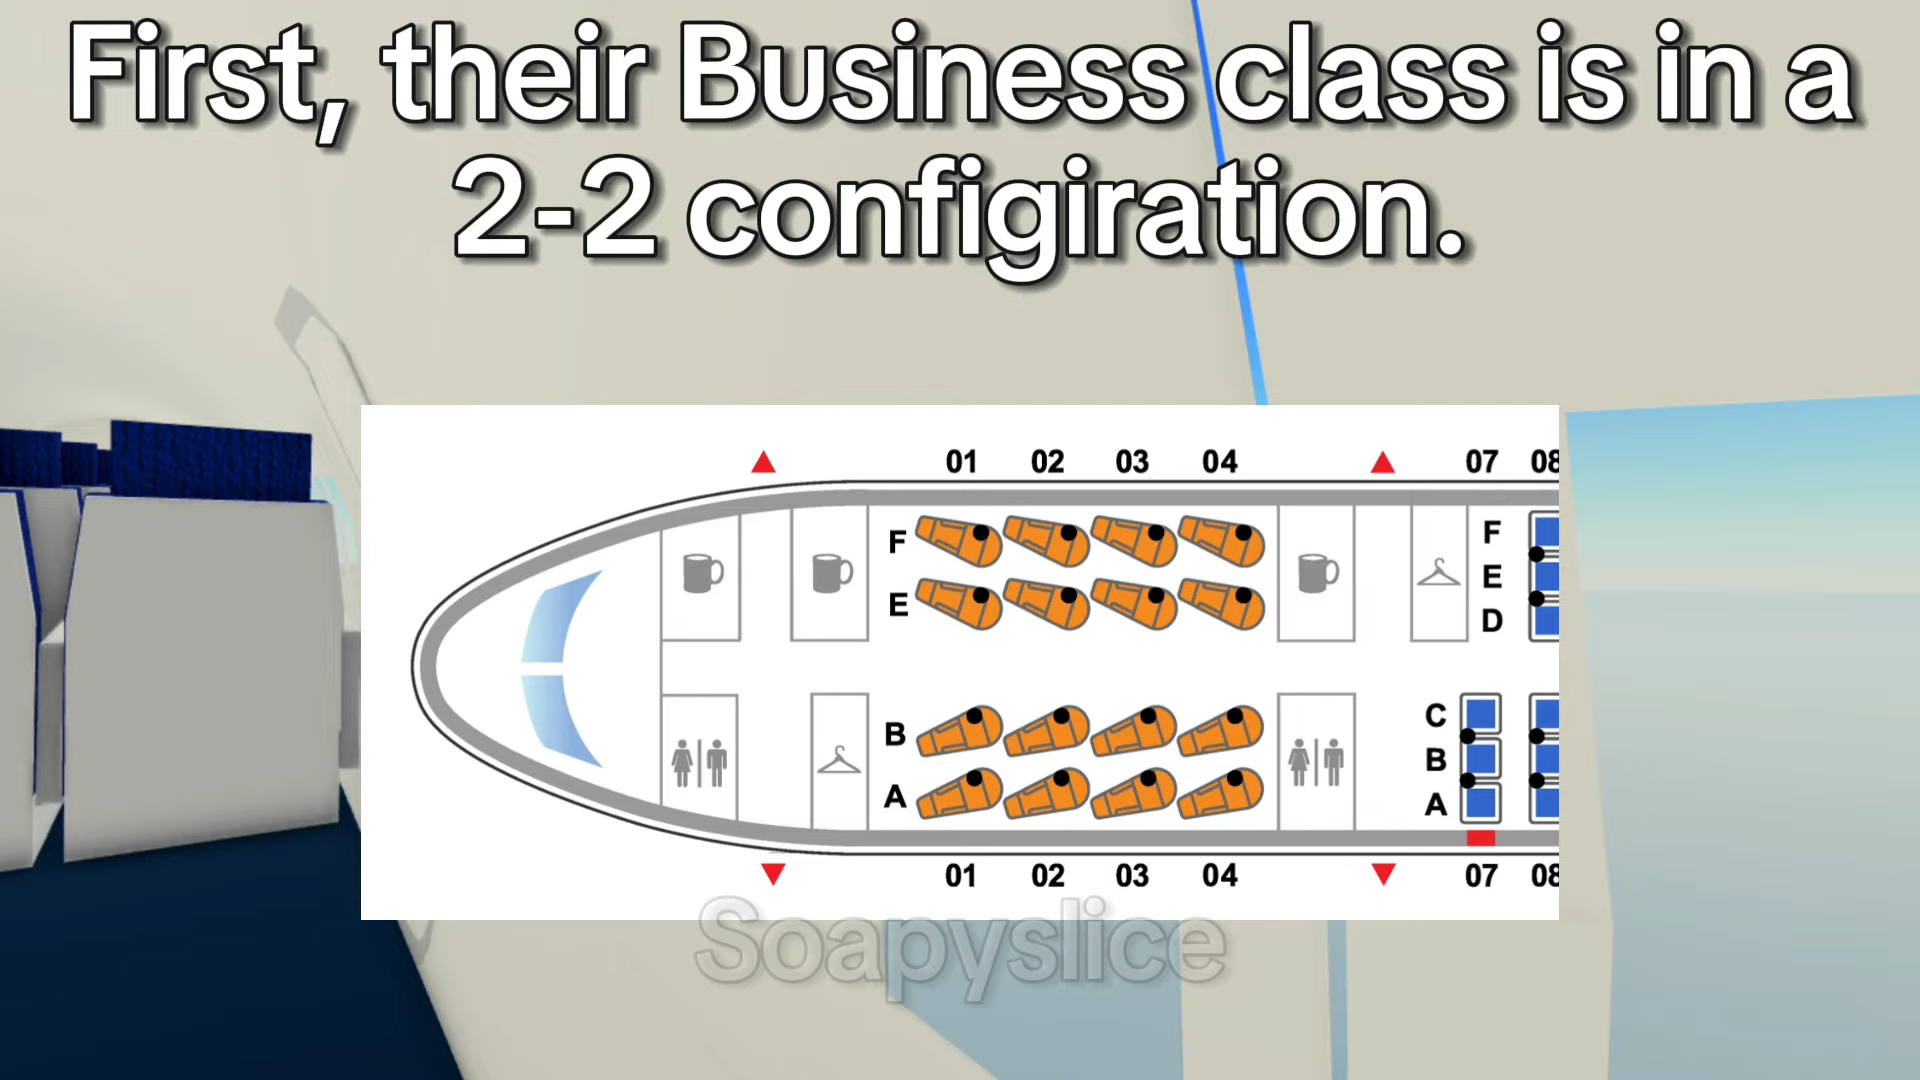 First, their Business class is in a
2-2 configiration.
01 02 03 04 07 08
F F
E E
D
B C
B
A A
01 02 03 04 07 08
Soapyslice